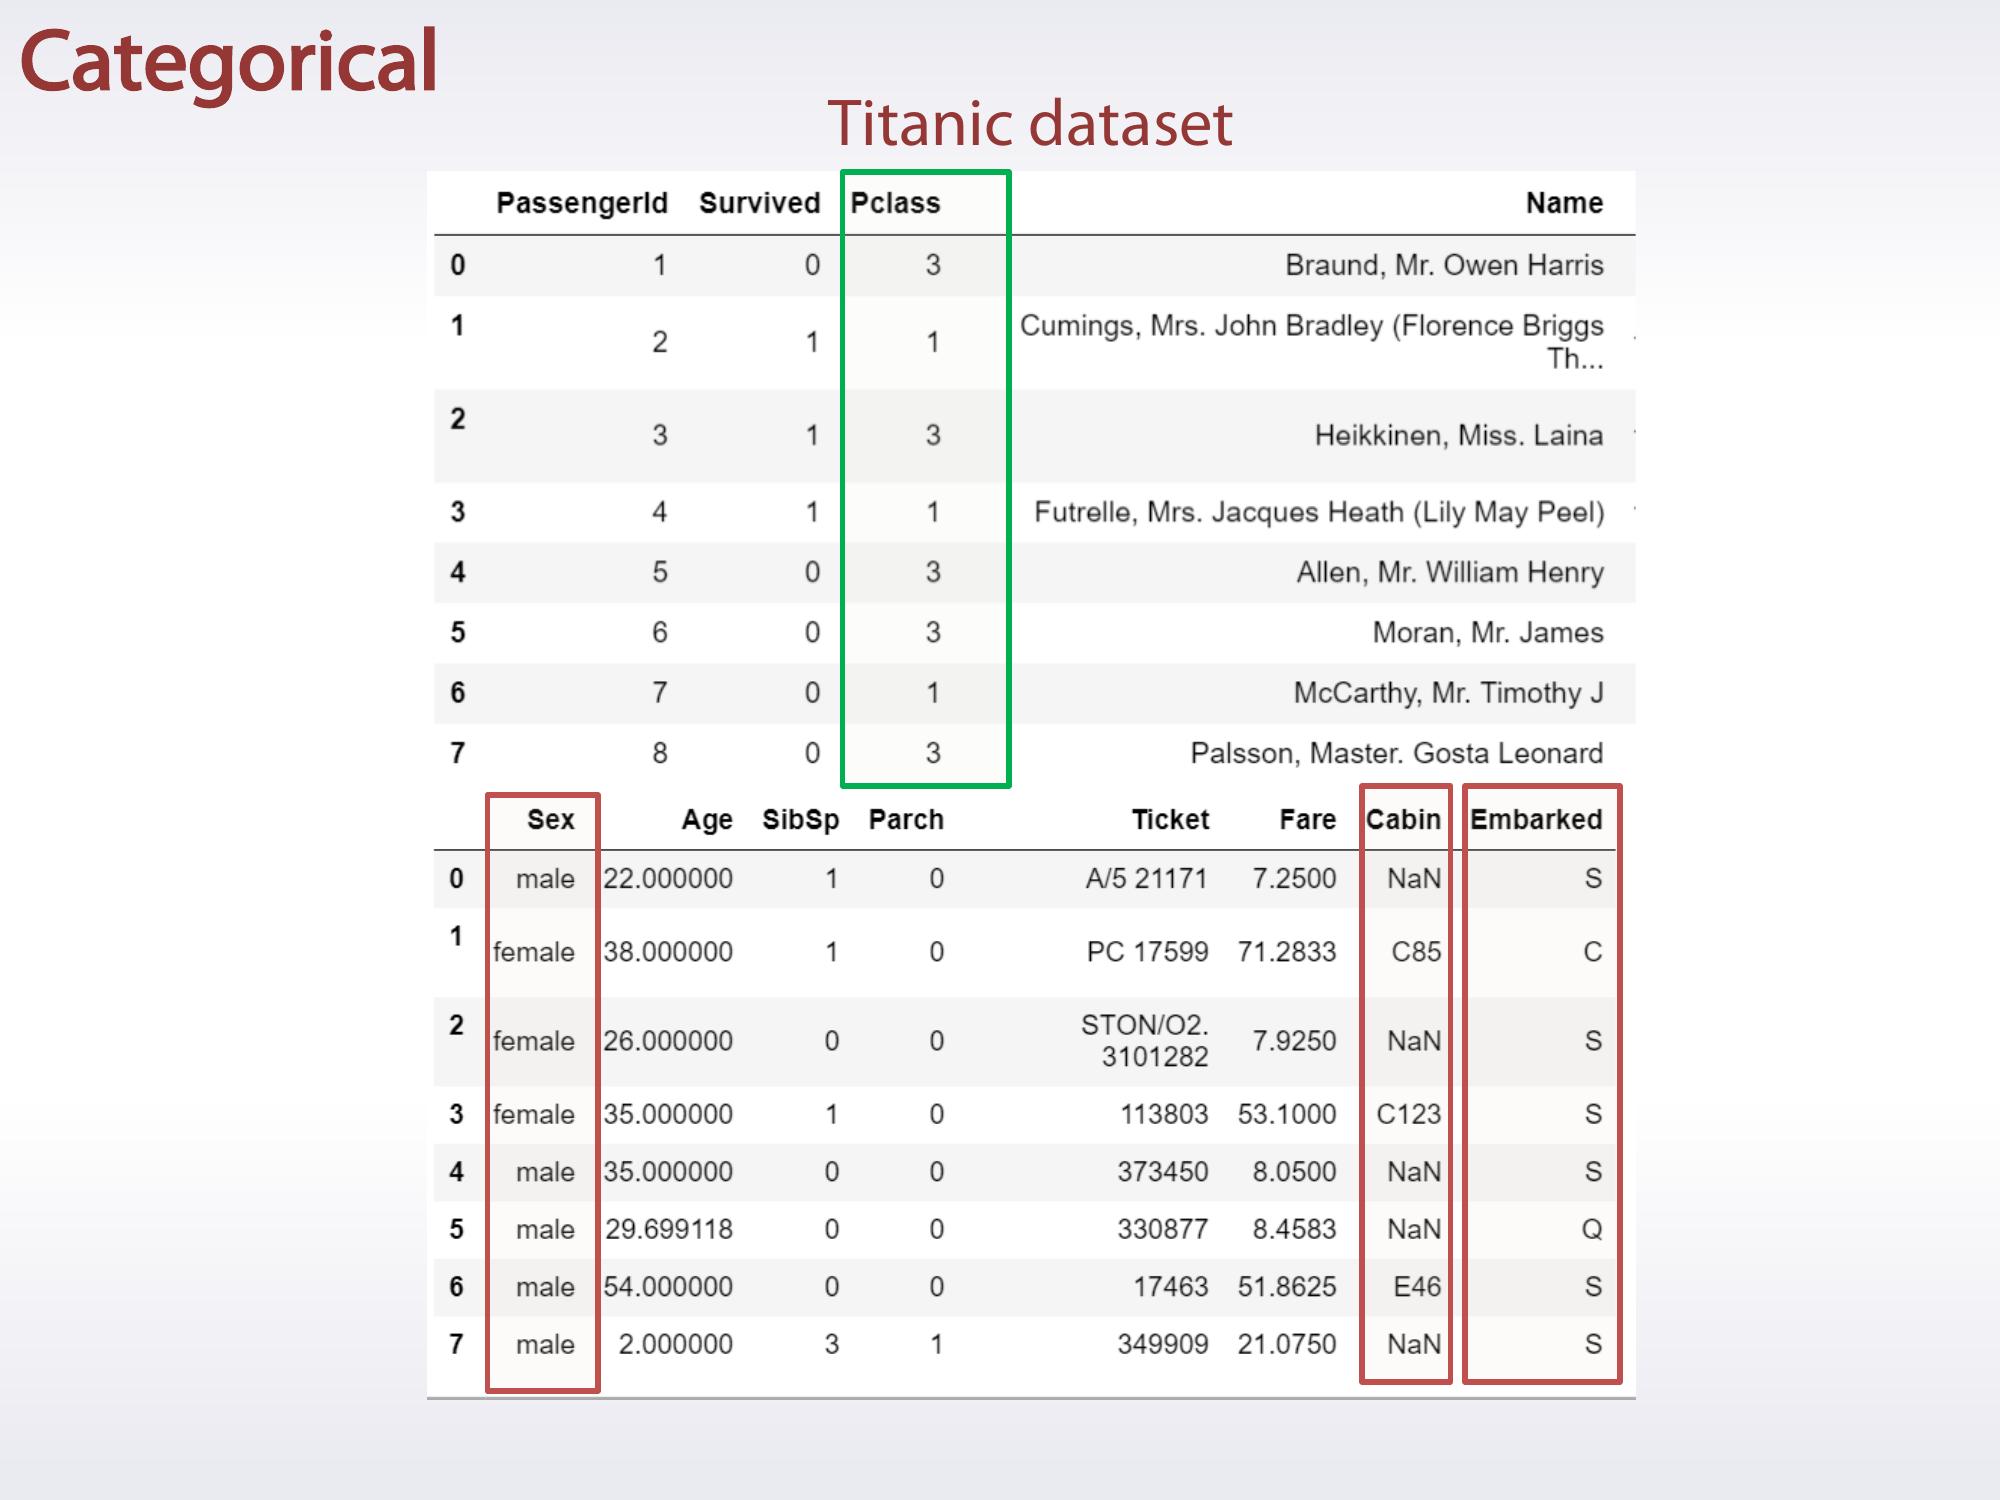 Categorical
Titanic dataset
PassengerId Survived Pclass Name
0 1 0 3 Braund, Mr. Owen Harris
1 2 1 1 Cumings, Mrs. John Bradley (Florence Briggs
Th...
2 3 1 3 Heikkinen, Miss. Laina
3 4 1 1 Futrelle, Mrs. Jacques Heath (Lily May Peel)
4 5 0 3 Allen, Mr. William Henry
5 6 0 3 Moran, Mr. James
6 7 0 1 McCarthy, Mr. Timothy J
7 8 0 3 Palsson, Master. Gosta Leonard
Sex Age SibSp Parch Ticket Fare Cabin Embarked
0 male 22.000000 1 0 A/5 21171 7.2500 NaN S
1 female 38.000000 1 0 PC 17599 71.2833 C85 C
2 female 26.000000 0 0 STON/O2.
3101282 7.9250 NaN S
3 female 35.000000 1 0 113803 53.1000 C123 S
4 male 35.000000 0 0 373450 8.0500 NaN S
5 male 29.699118 0 0 330877 8.4583 NaN Q
6 male 54.000000 0 0 17463 51.8625 E46 S
7 male 2.000000 3 1 349909 21.0750 NaN S